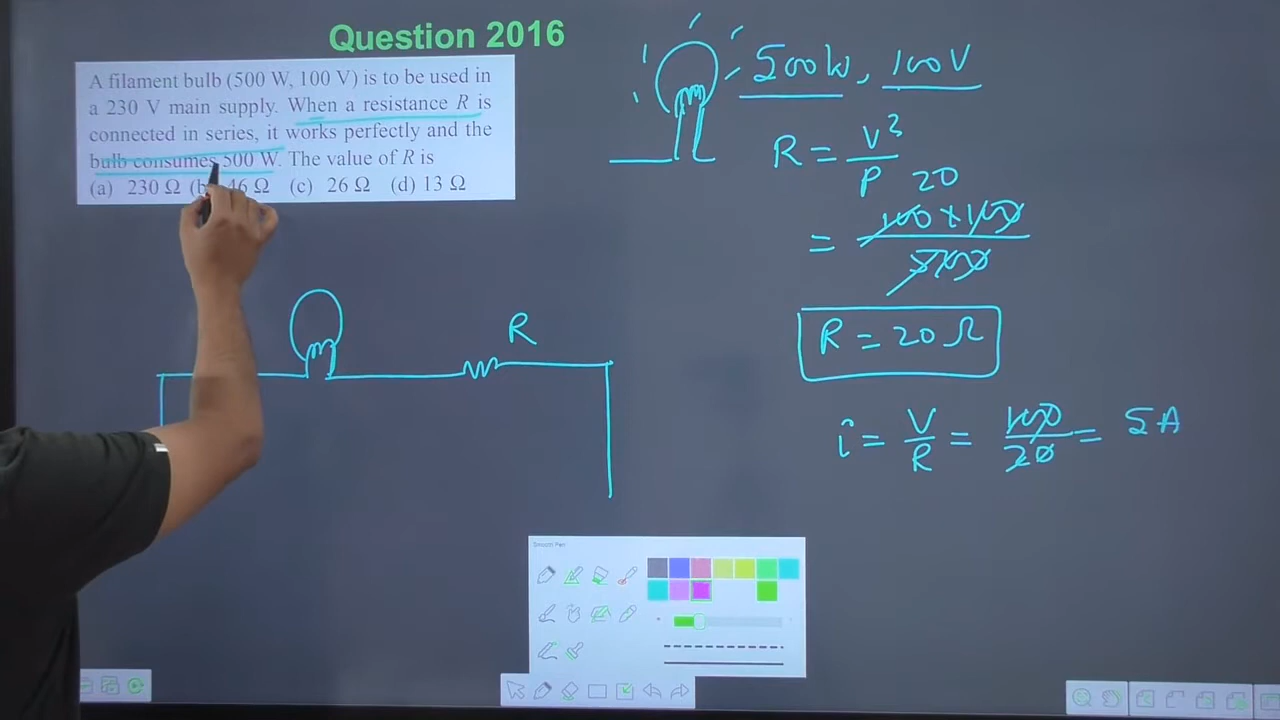 Question 2016
A filament bulb (500 W, 100 V) is to be used in
a 230 V main supply. When a resistance R is
connected in series, it works perfectly and the
bulb consumes 500 W. The value of R is
(a) 230 Ω (b) 46 Ω (c) 26 Ω (d) 13 Ω
500W, 100V
R = V²/P
20
= 100 × 100 / 500
R = 20 Ω
i = V/R = 100/20 = 5A
R
Smooth Pen